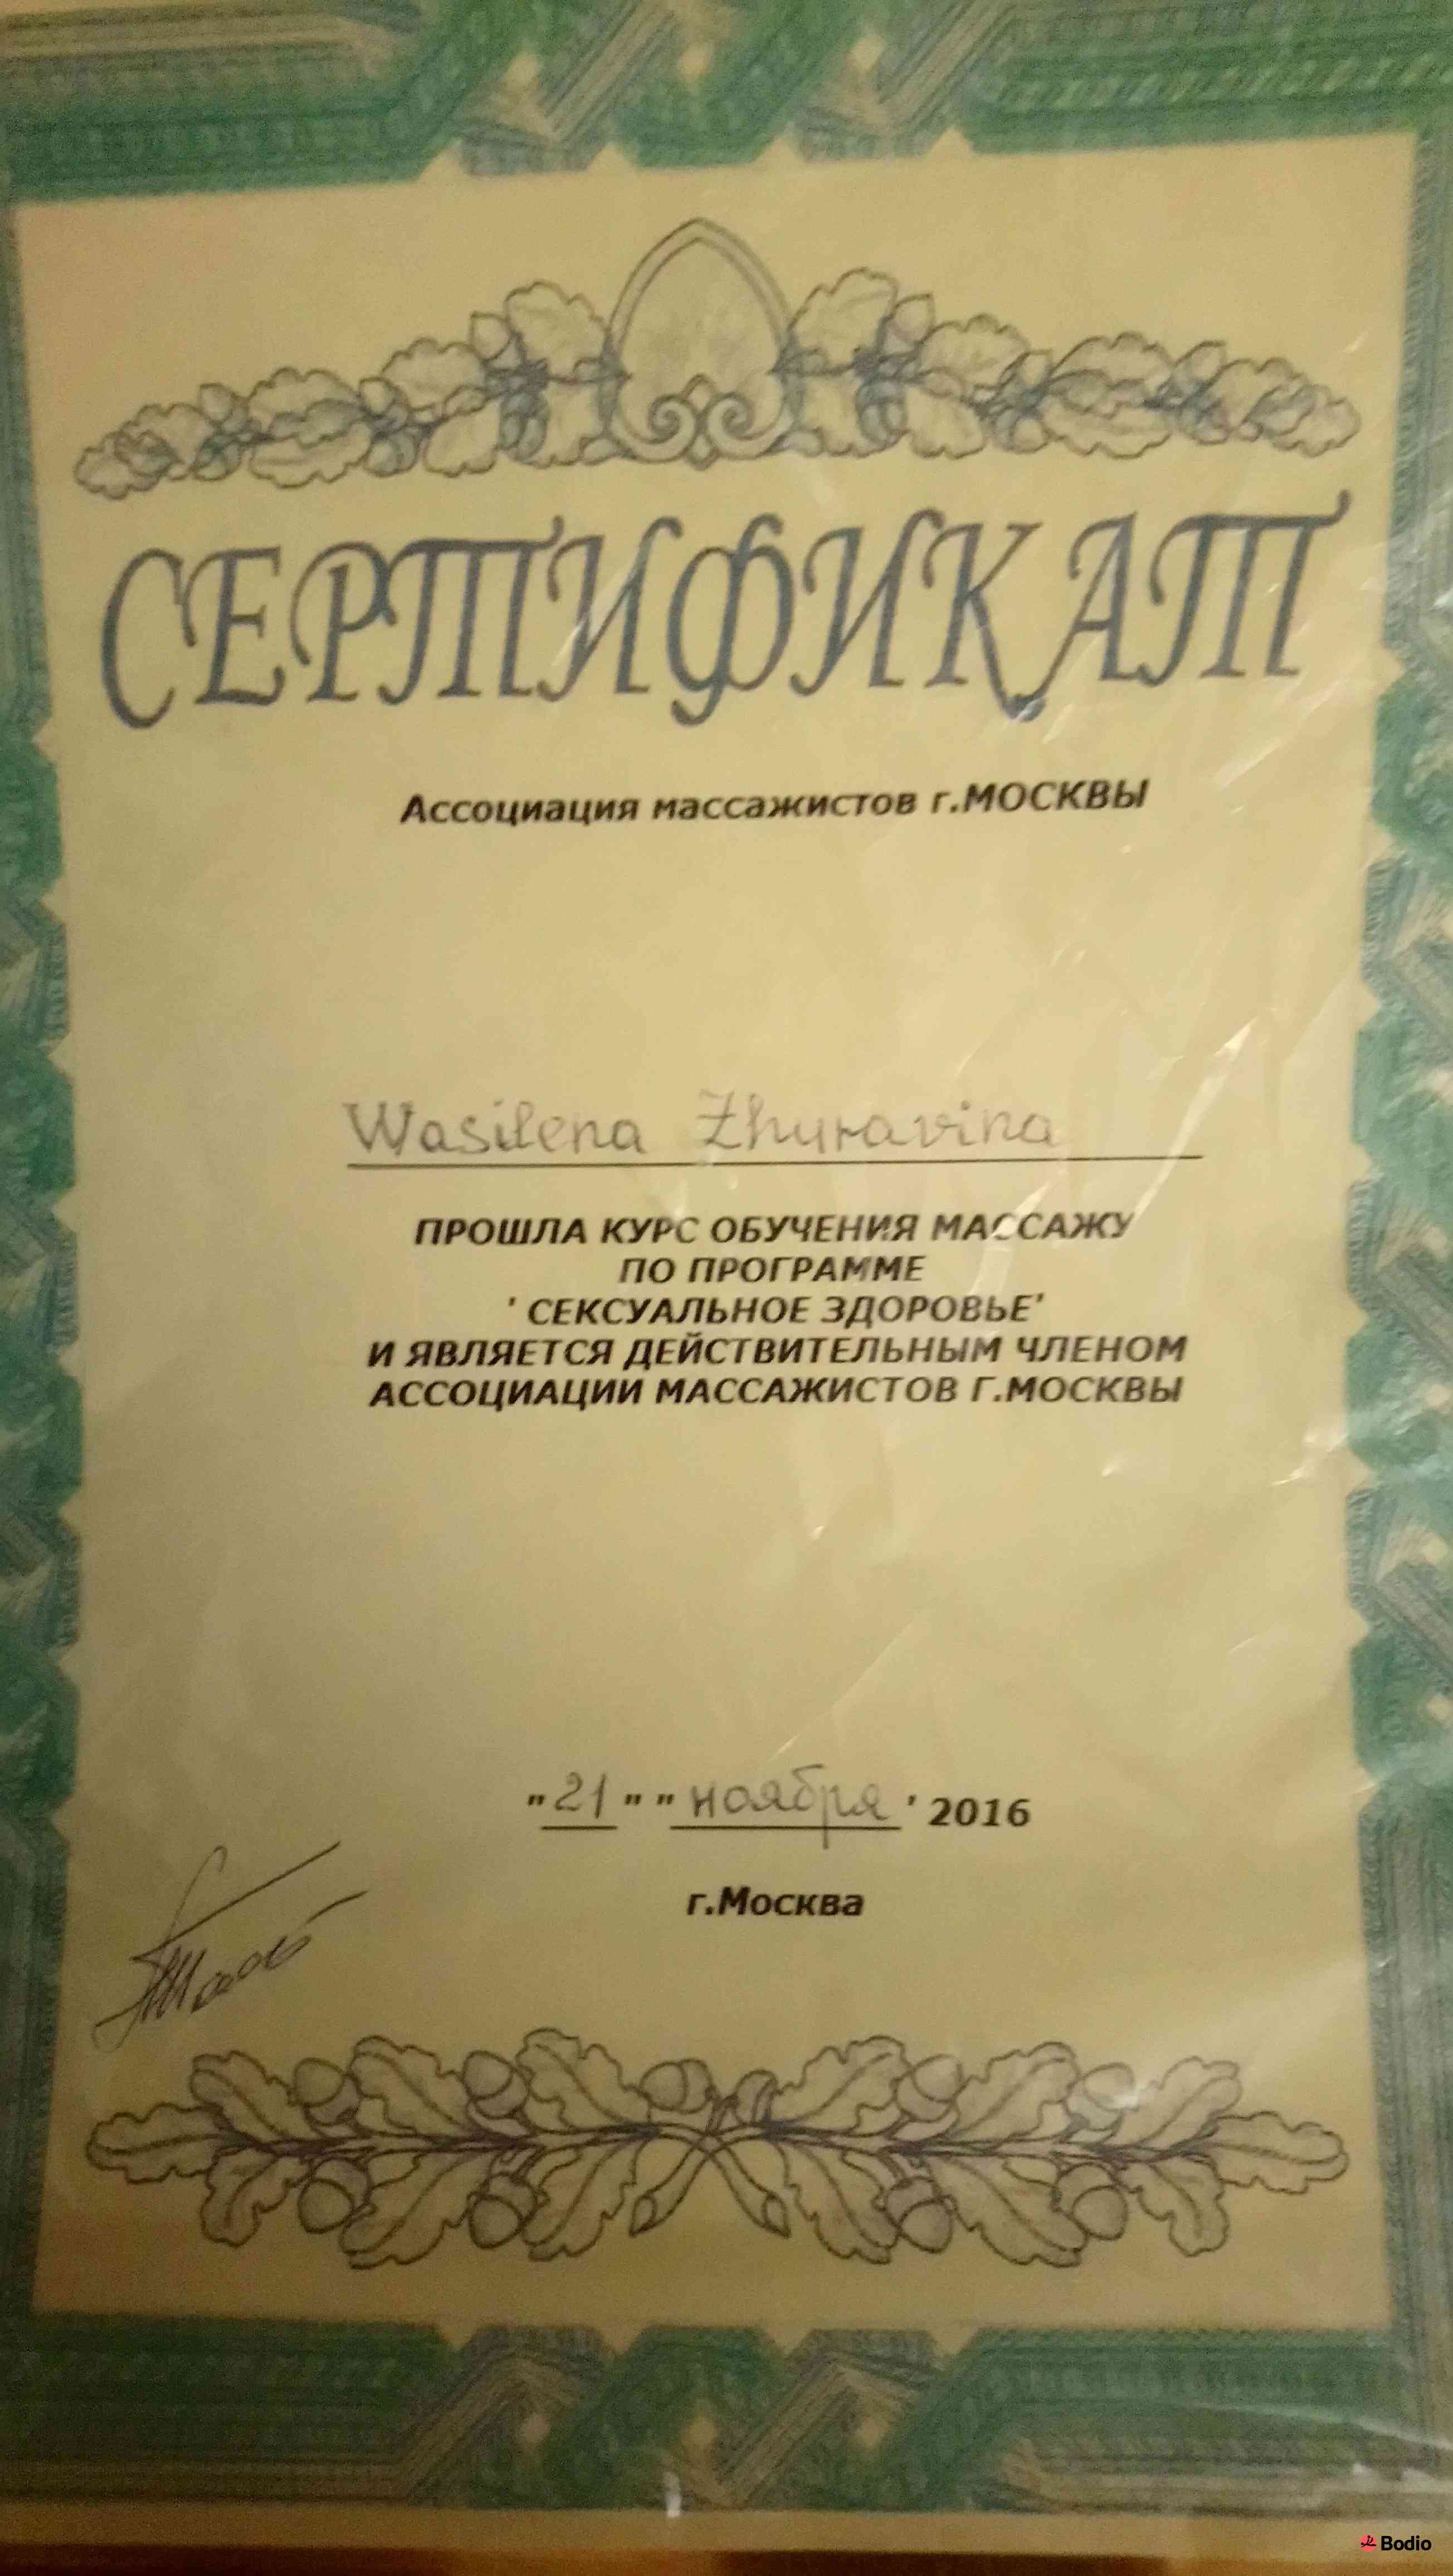 СЕРТИФИКАТ
Ассоциация массажистов г.МОСКВЫ
Wasilena Zhuravina
ПРОШЛА КУРС ОБУЧЕНИЯ МАССАЖУ
ПО ПРОГРАММЕ
' СЕКСУАЛЬНОЕ ЗДОРОВЬЕ'
И ЯВЛЯЕТСЯ ДЕЙСТВИТЕЛЬНЫМ ЧЛЕНОМ
АССОЦИАЦИИ МАССАЖИСТОВ Г.МОСКВЫ
"21" "ноября' 2016
г.Москва
Bodio